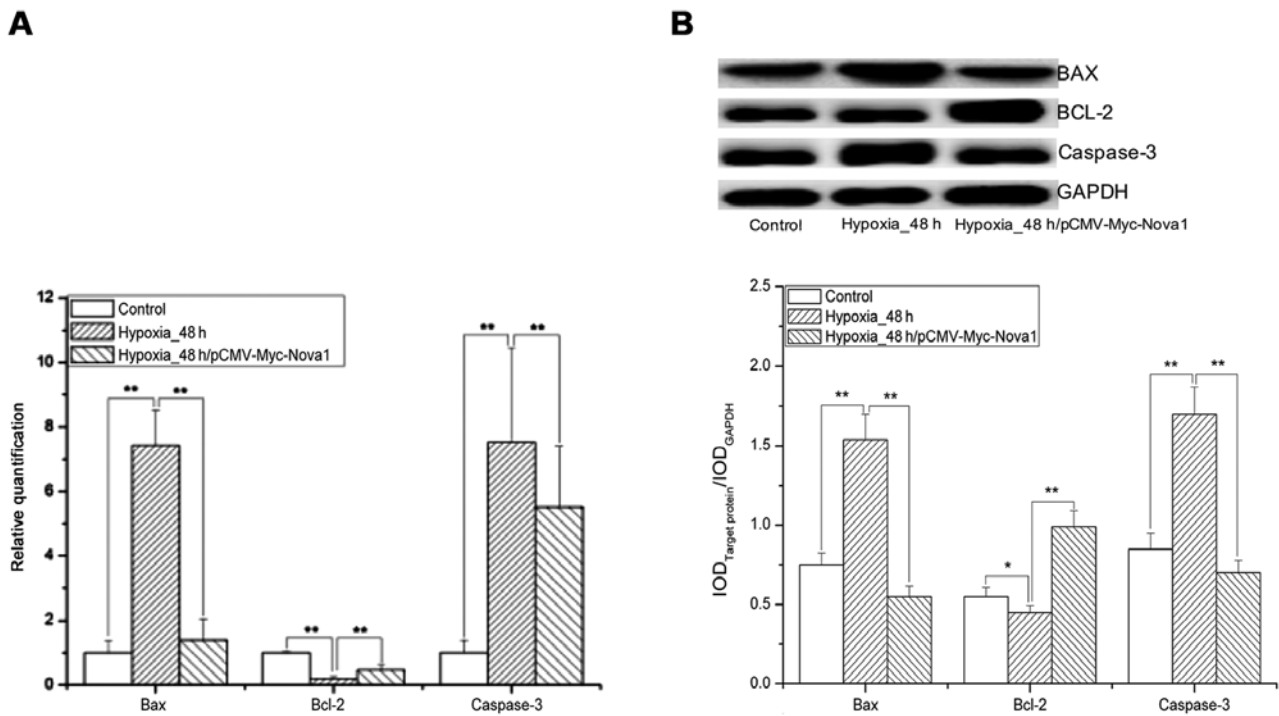 A
12
10
8
6
4
2
0
Relative quantification
Control
Hypoxia_48 h
Hypoxia_48 h/pCMV-Myc-Nova1
** **
** **
** **
Bax Bcl-2 Caspase-3
B
BAX
BCL-2
Caspase-3
GAPDH
Control Hypoxia_48 h Hypoxia_48 h/pCMV-Myc-Nova1
2.5
2.0
1.5
1.0
0.5
0.0
IOD Target protein/IOD GAPDH
Control
Hypoxia_48 h
Hypoxia_48 h/pCMV-Myc-Nova1
** **
* **
** **
Bax Bcl-2 Caspase-3